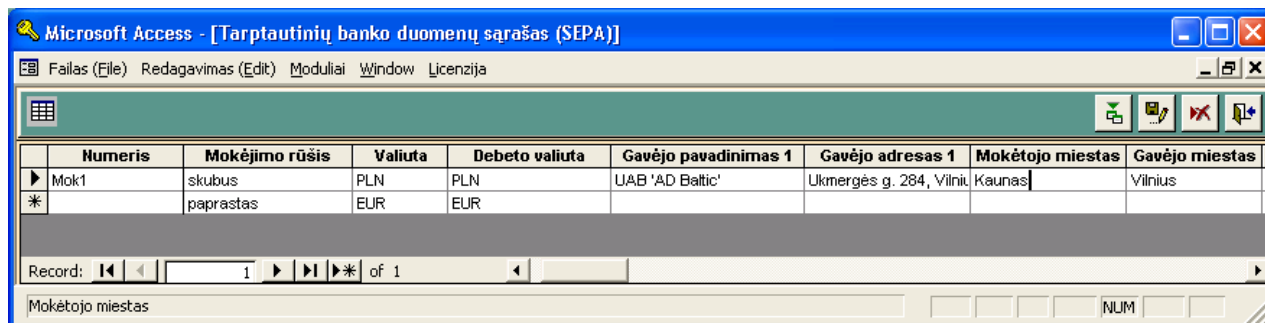 Microsoft Access - [Tarptautinių banko duomenų sąrašas (SEPA)]
Failas (File) Redagavimas (Edit) Moduliai Window Licenzija
Numeris Mokėjimo rūšis Valiuta Debeto valiuta Gavėjo pavadinimas 1 Gavėjo adresas 1 Mokėtojo miestas Gavėjo miestas
Mok1 skubus PLN PLN UAB 'AD Baltic' Ukmergės g. 284, Vilniu Kaunas Vilnius
paprastas EUR EUR
Record: 1 of 1
Mokėtojo miestas NUM